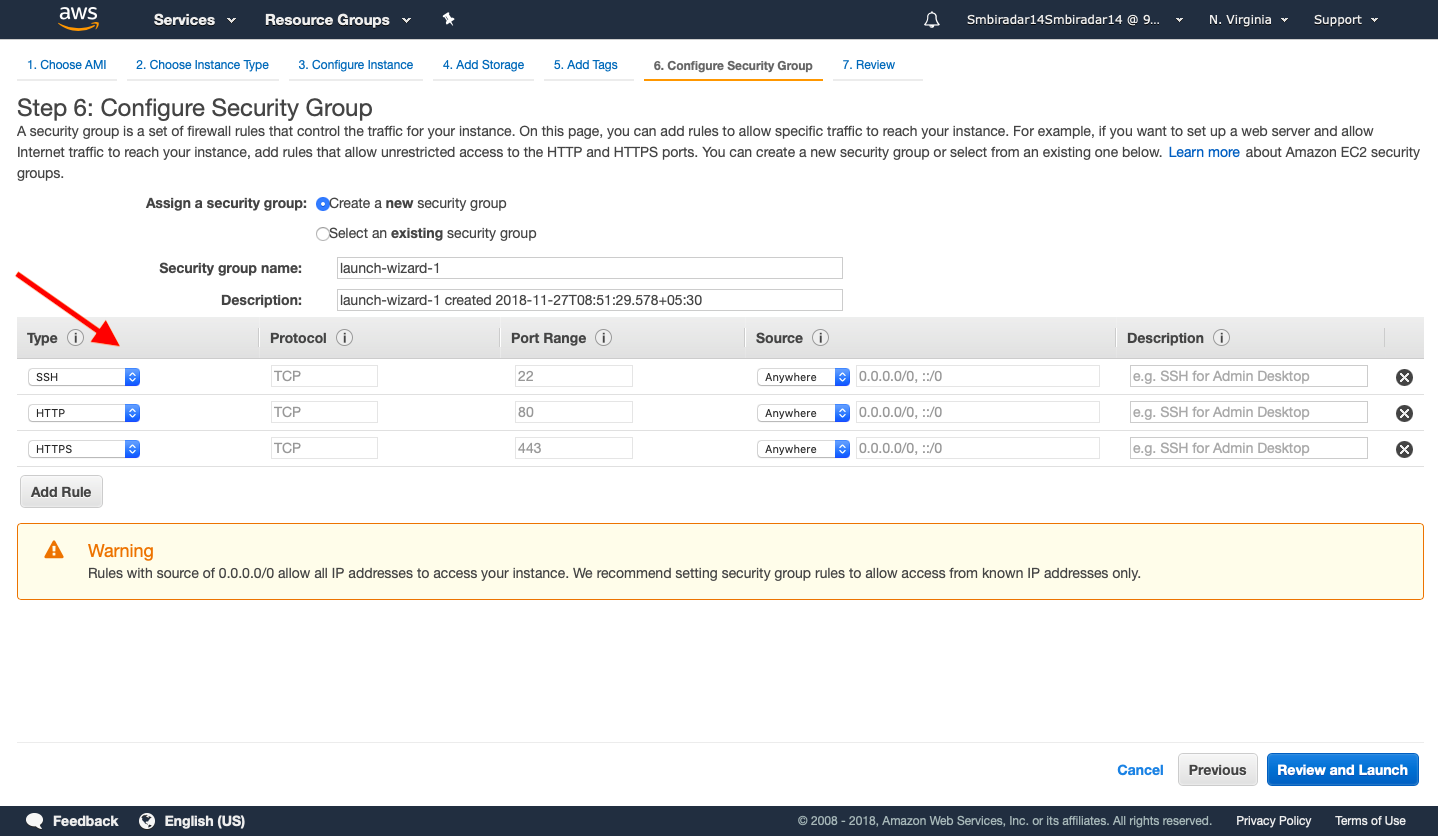 aws Services Resource Groups Smbiradar14Smbiradar14 @ 9... N. Virginia Support
1. Choose AMI 2. Choose Instance Type 3. Configure Instance 4. Add Storage 5. Add Tags 6. Configure Security Group 7. Review
Step 6: Configure Security Group
A security group is a set of firewall rules that control the traffic for your instance. On this page, you can add rules to allow specific traffic to reach your instance. For example, if you want to set up a web server and allow
Internet traffic to reach your instance, add rules that allow unrestricted access to the HTTP and HTTPS ports. You can create a new security group or select from an existing one below. Learn more about Amazon EC2 security
groups.
Assign a security group: Create a new security group
Select an existing security group
Security group name: launch-wizard-1
Description: launch-wizard-1 created 2018-11-27T08:51:29.578+05:30
Type i Protocol i Port Range i Source i Description i
SSH TCP 22 Anywhere 0.0.0.0/0, ::/0 e.g. SSH for Admin Desktop
HTTP TCP 80 Anywhere 0.0.0.0/0, ::/0 e.g. SSH for Admin Desktop
HTTPS TCP 443 Anywhere 0.0.0.0/0, ::/0 e.g. SSH for Admin Desktop
Add Rule
Warning
Rules with source of 0.0.0.0/0 allow all IP addresses to access your instance. We recommend setting security group rules to allow access from known IP addresses only.
Cancel Previous Review and Launch
Feedback English (US) © 2008 - 2018, Amazon Web Services, Inc. or its affiliates. All rights reserved. Privacy Policy Terms of Use